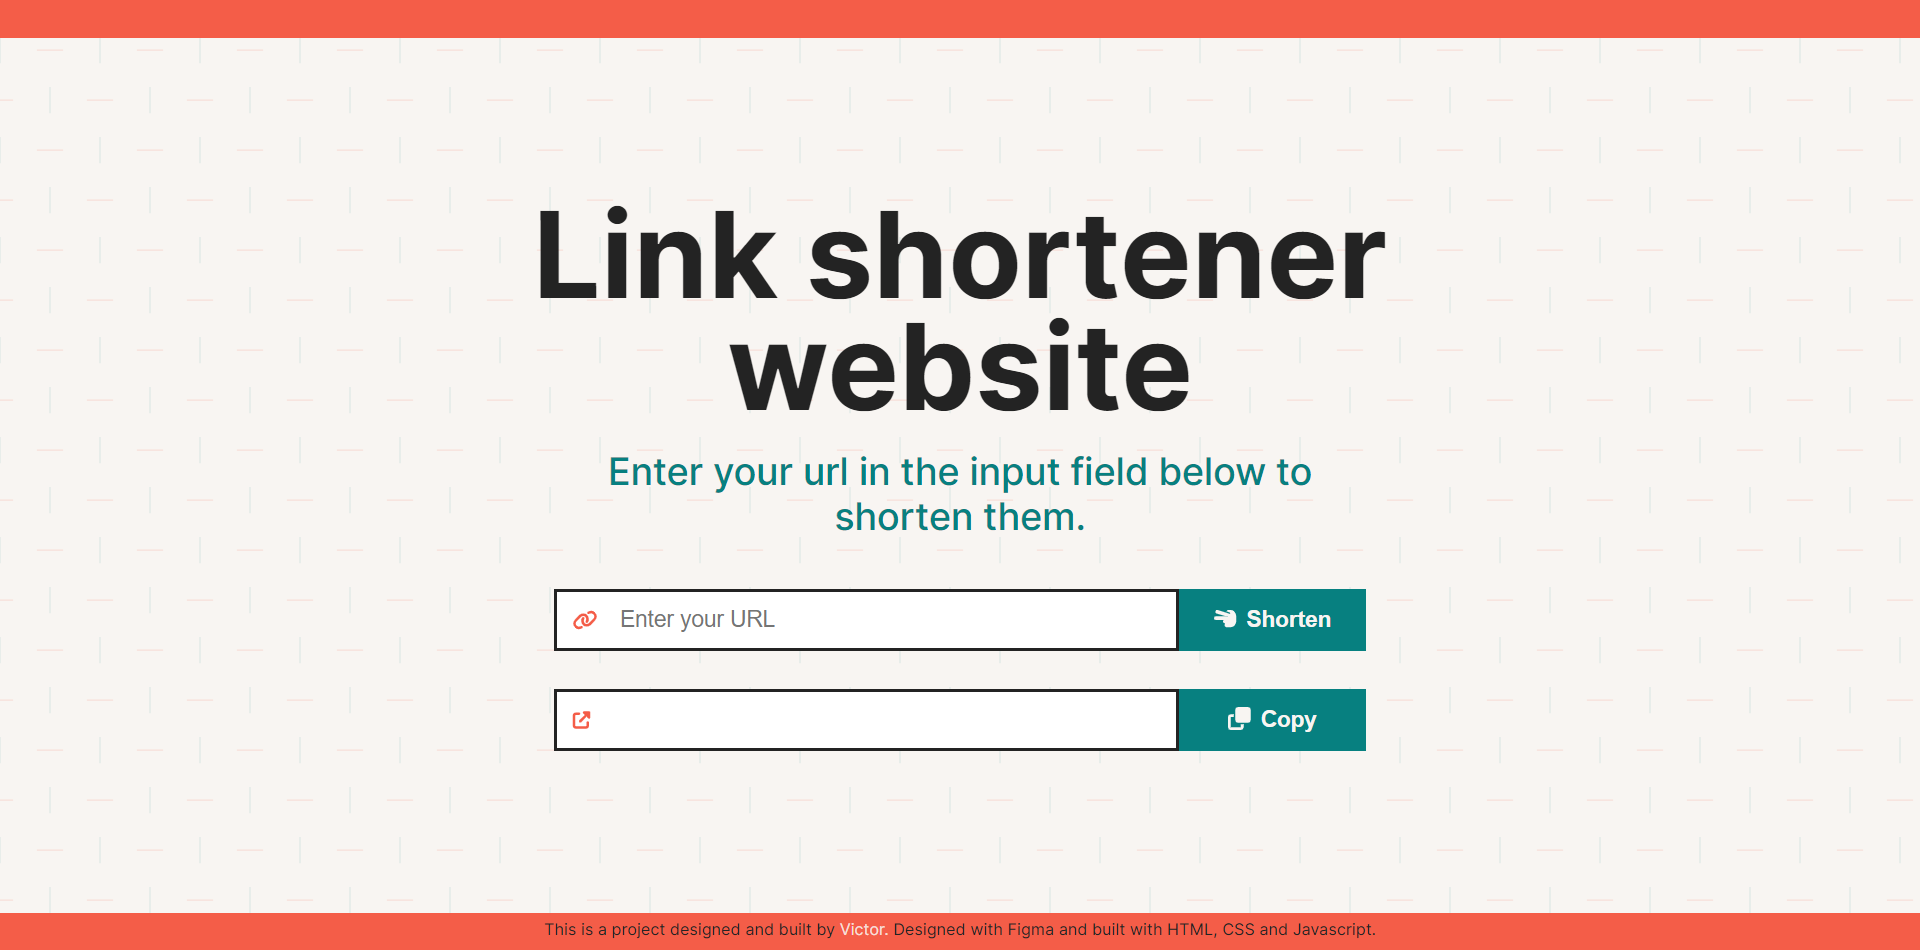 Link shortener
website
Enter your url in the input field below to
shorten them.
Enter your URL
Shorten
Copy
This is a project designed and built by Victor. Designed with Figma and built with HTML, CSS and Javascript.